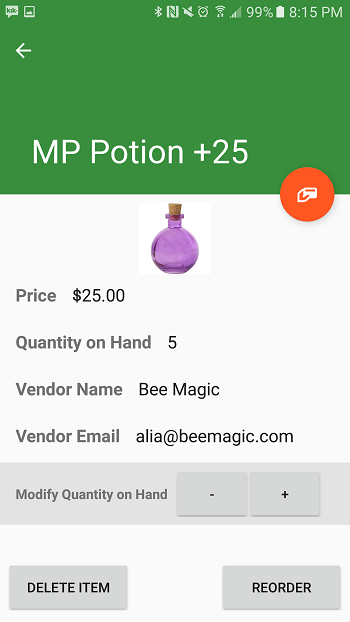 kik 99% 8:15 PM
MP Potion +25
Price $25.00
Quantity on Hand 5
Vendor Name Bee Magic
Vendor Email alia@beemagic.com
Modify Quantity on Hand - +
DELETE ITEM REORDER